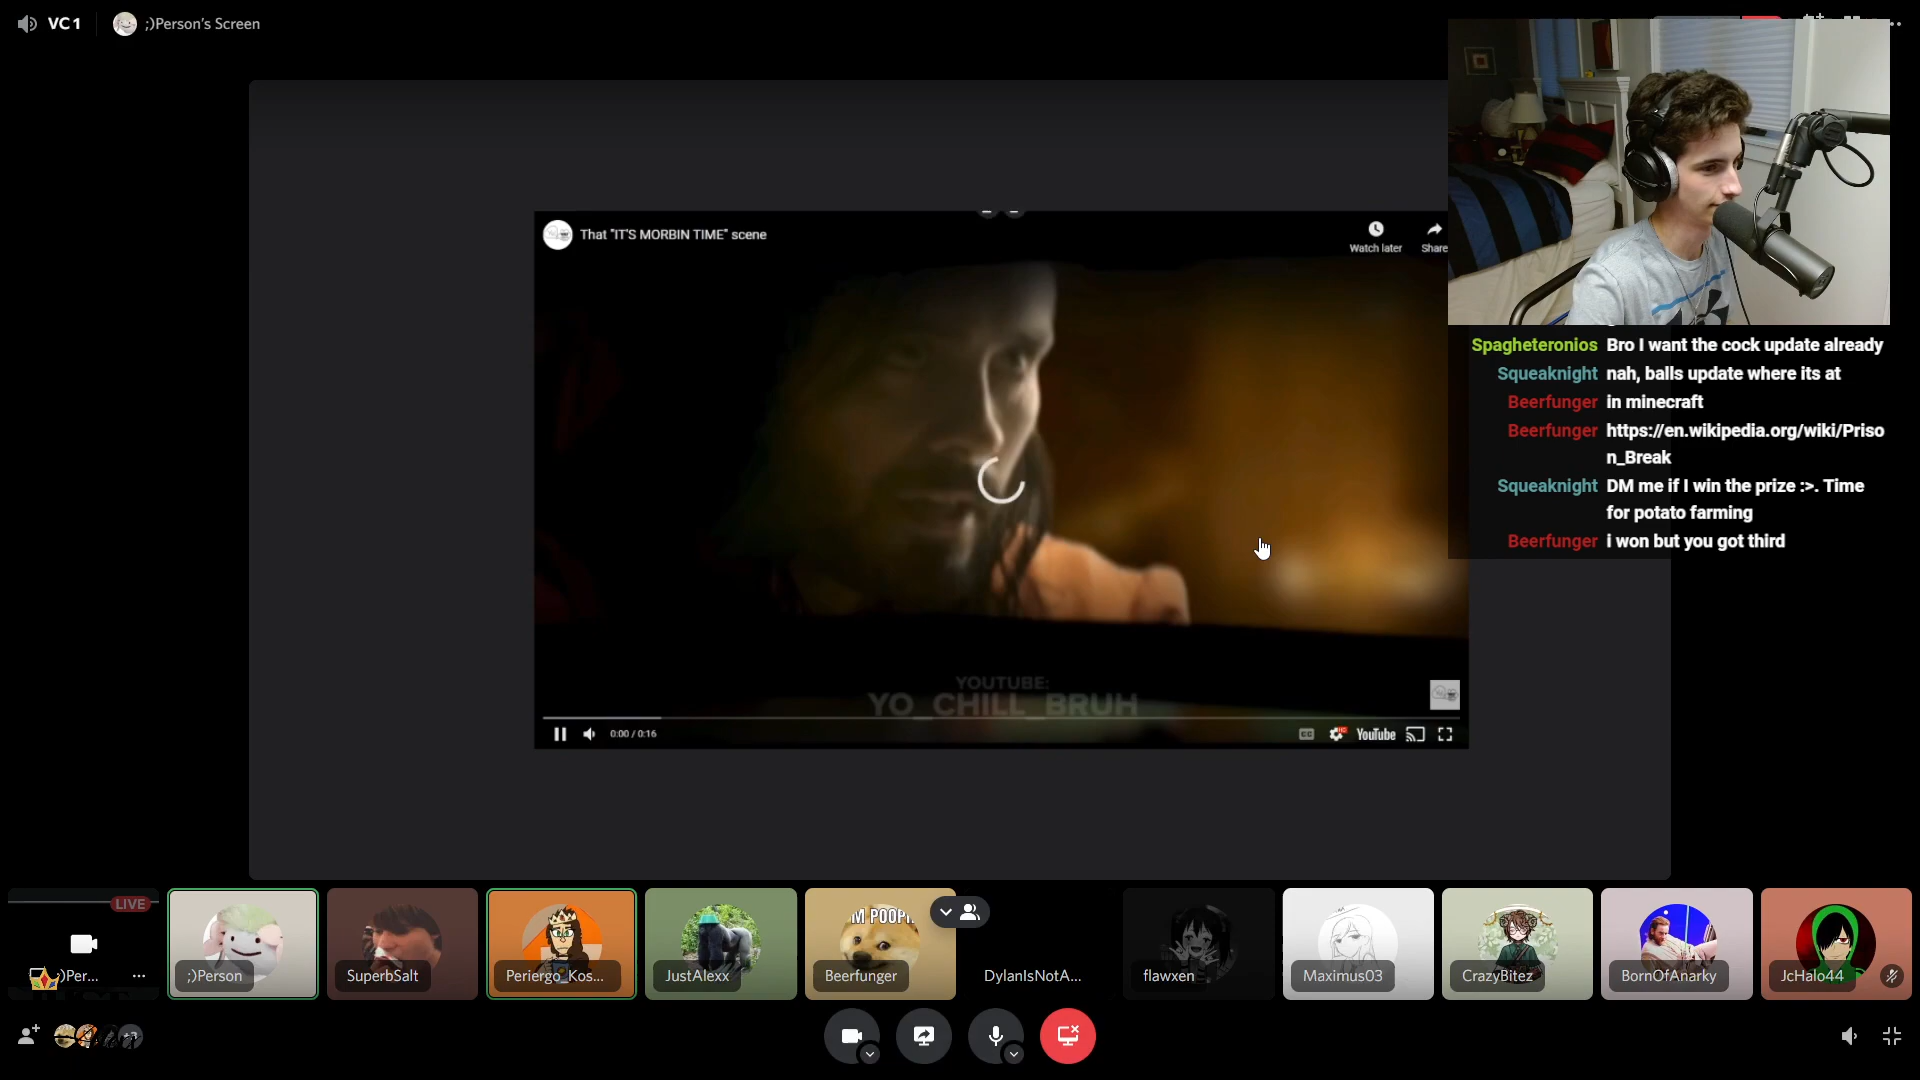 VC 1
;)Person's Screen
That "IT'S MORBIN TIME" scene
Watch later
Share
Spagheteronios Bro I want the cock update already
Squeaknight nah, balls update where its at
Beerfunger in minecraft
Beerfunger https://en.wikipedia.org/wiki/Priso
n_Break
Squeaknight DM me if I win the prize :>. Time
for potato farming
Beerfunger i won but you got third
YOUTUBE:
YO_CHILL_BRUH
0:00 / 0:16
CC
YouTube
LIVE
;)Per...
;)Person
SuperbSalt
Periergo_Kos...
JustAlexx
Beerfunger
DylanIsNotA...
flawxen
Maximus03
CrazyBitez
BornOfAnarky
JcHalo44